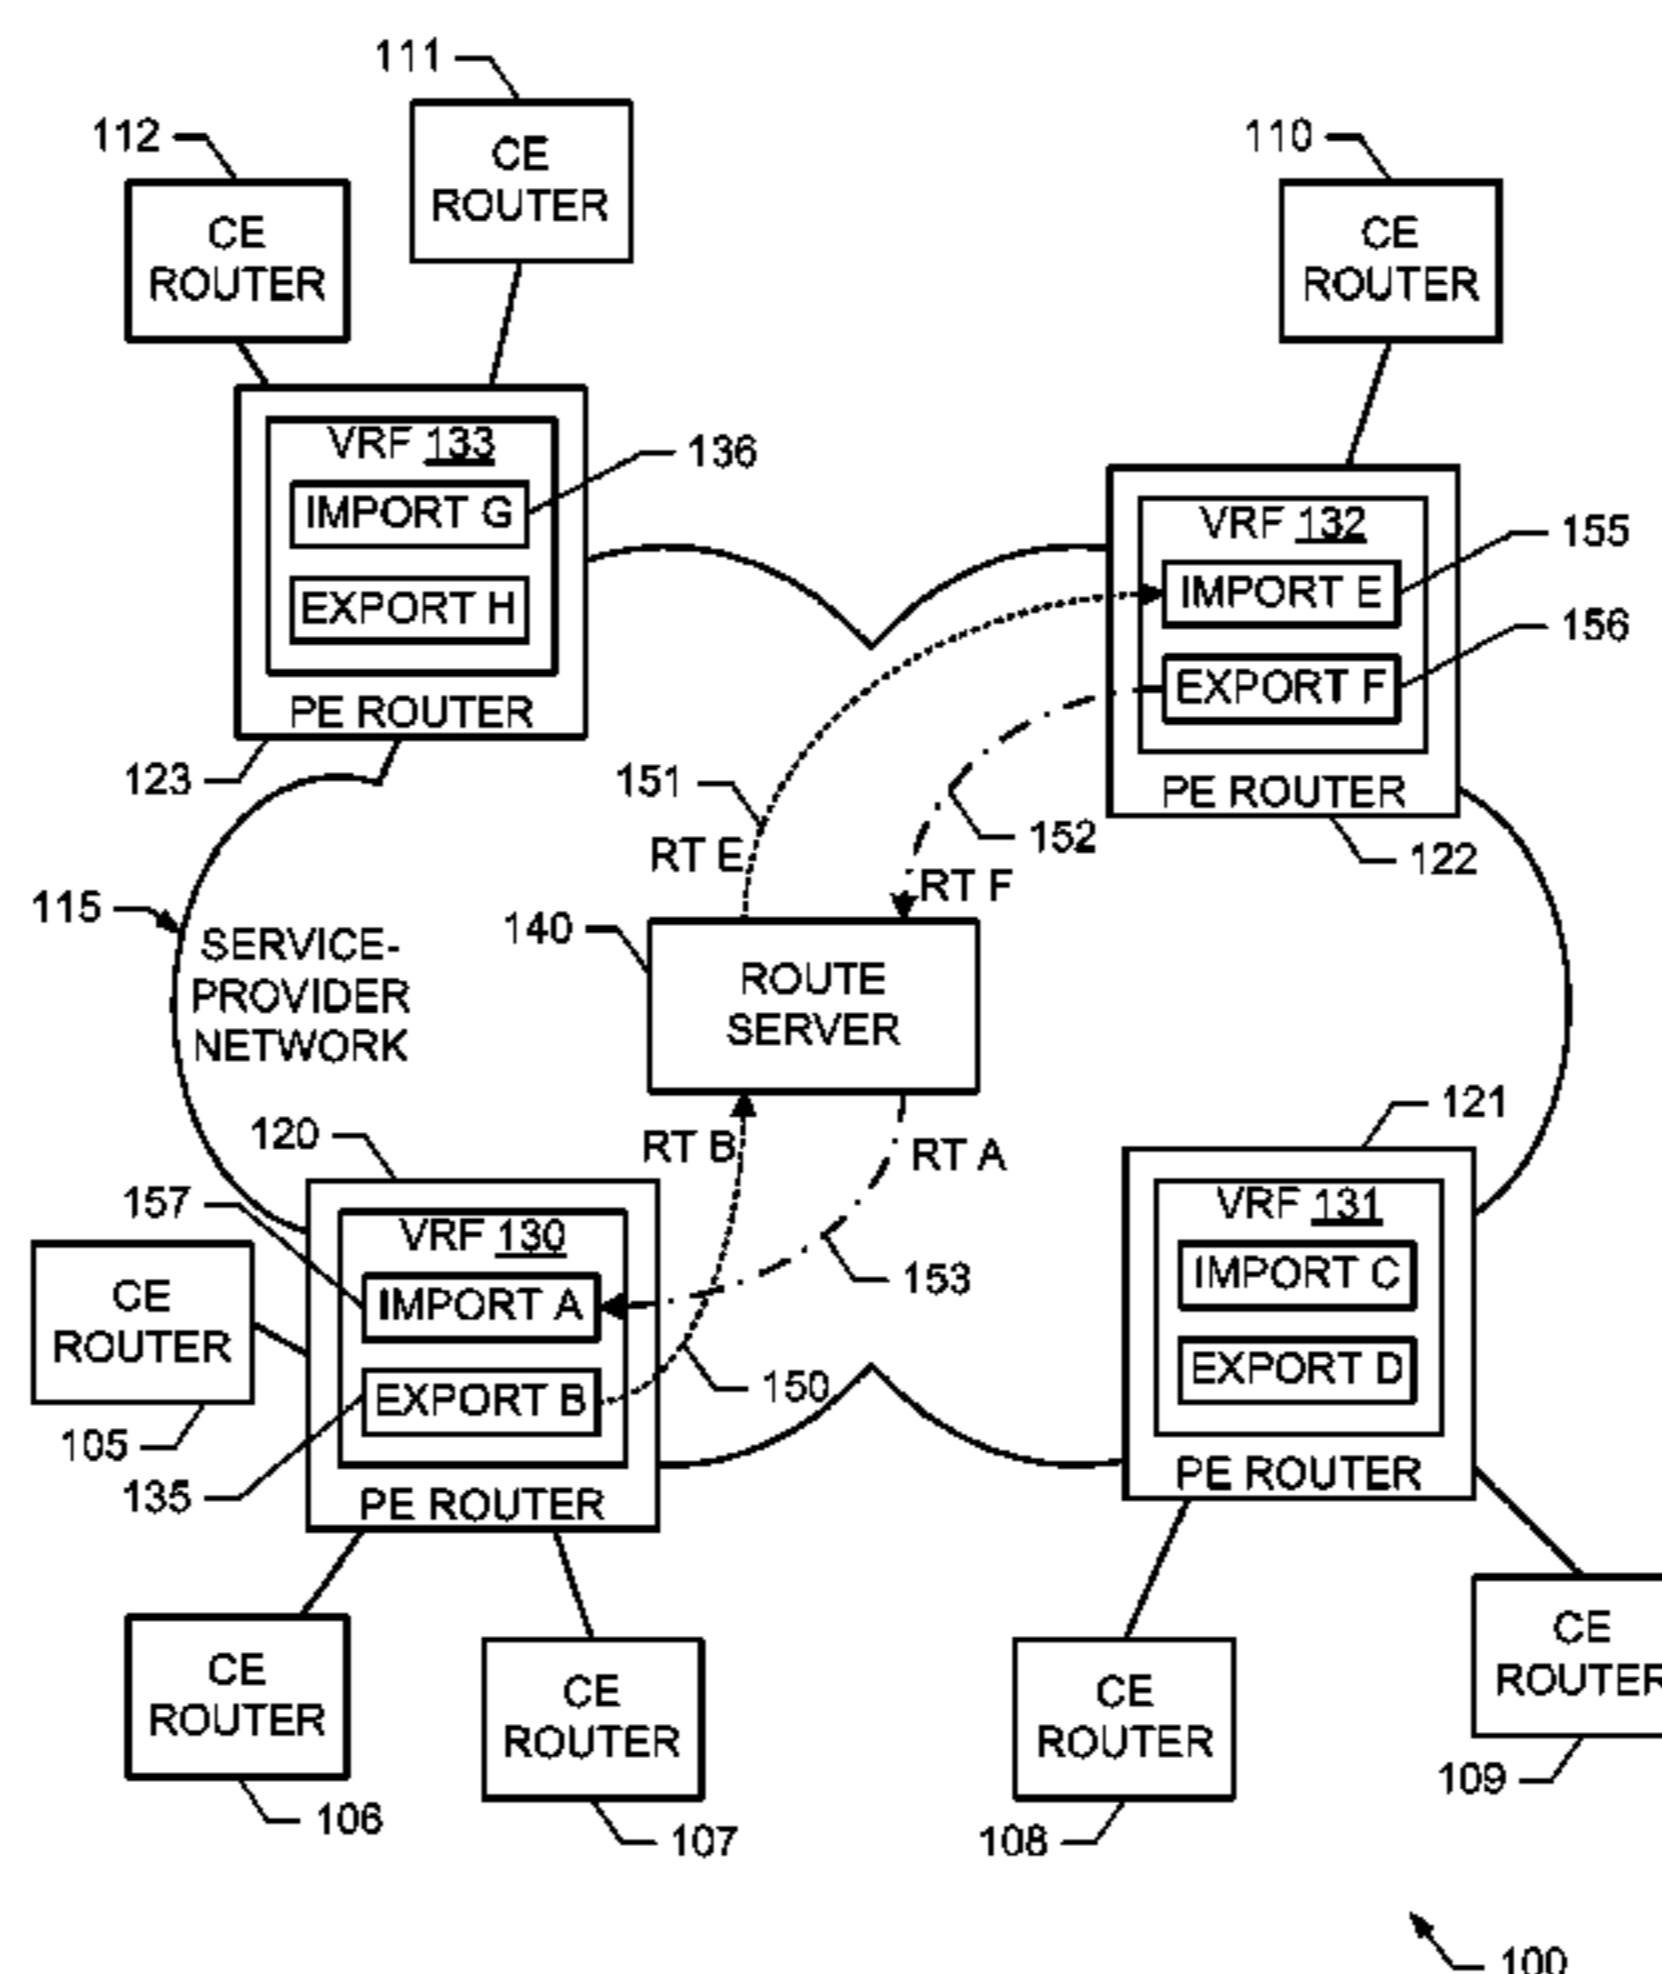 111
112
CE
ROUTER
110
CE
ROUTER
CE
ROUTER
VRF 133
136
IMPORT G
EXPORT H
PE ROUTER
123
VRF 132
155
IMPORT E
156
EXPORT F
PE ROUTER
122
151
RT E
152
RT F
115
SERVICE-
PROVIDER
NETWORK
140
ROUTE
SERVER
120
RT B
RT A
121
157
VRF 130
IMPORT A
EXPORT B
PE ROUTER
153
150
VRF 131
IMPORT C
EXPORT D
PE ROUTER
CE
ROUTER
105
135
CE
ROUTER
106
CE
ROUTER
107
CE
ROUTER
108
CE
ROUTER
109
100